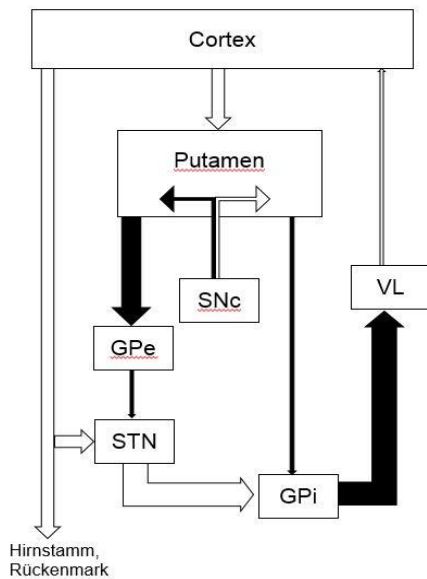 Cortex
Putamen
SNc
VL
GPe
STN
GPi
Hirnstamm,
Rückenmark